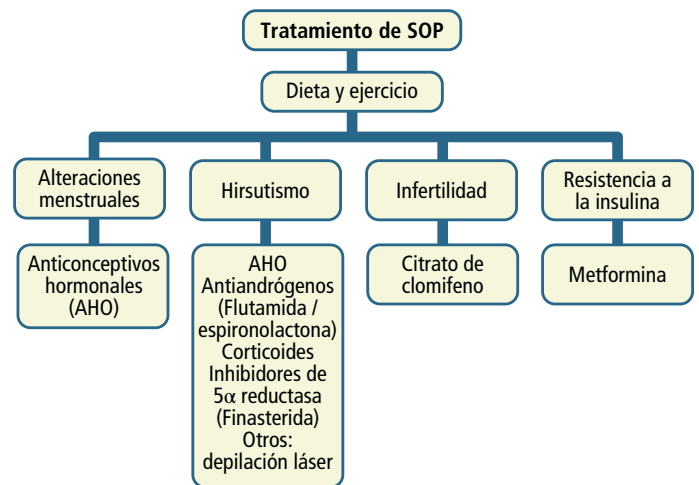 Tratamiento de SOP
Dieta y ejercicio
Alteraciones
menstruales
Hirsutismo
Infertilidad
Resistencia a
la insulina
Anticonceptivos
hormonales
(AHO)
AHO
Antiandrógenos
(Flutamida /
espironolactona)
Corticoides
Inhibidores de
5α reductasa
(Finasterida)
Otros:
depilación láser
Citrato de
clomifeno
Metformina